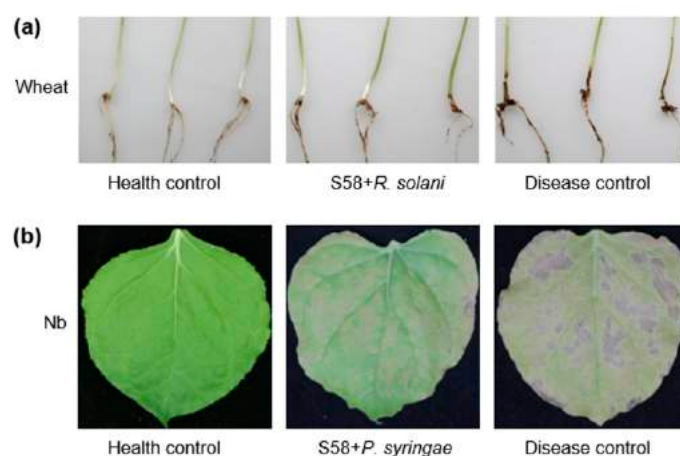 (a)
Wheat
Health control
S58+R. solani
Disease control
(b)
Nb
Health control
S58+P. syringae
Disease control